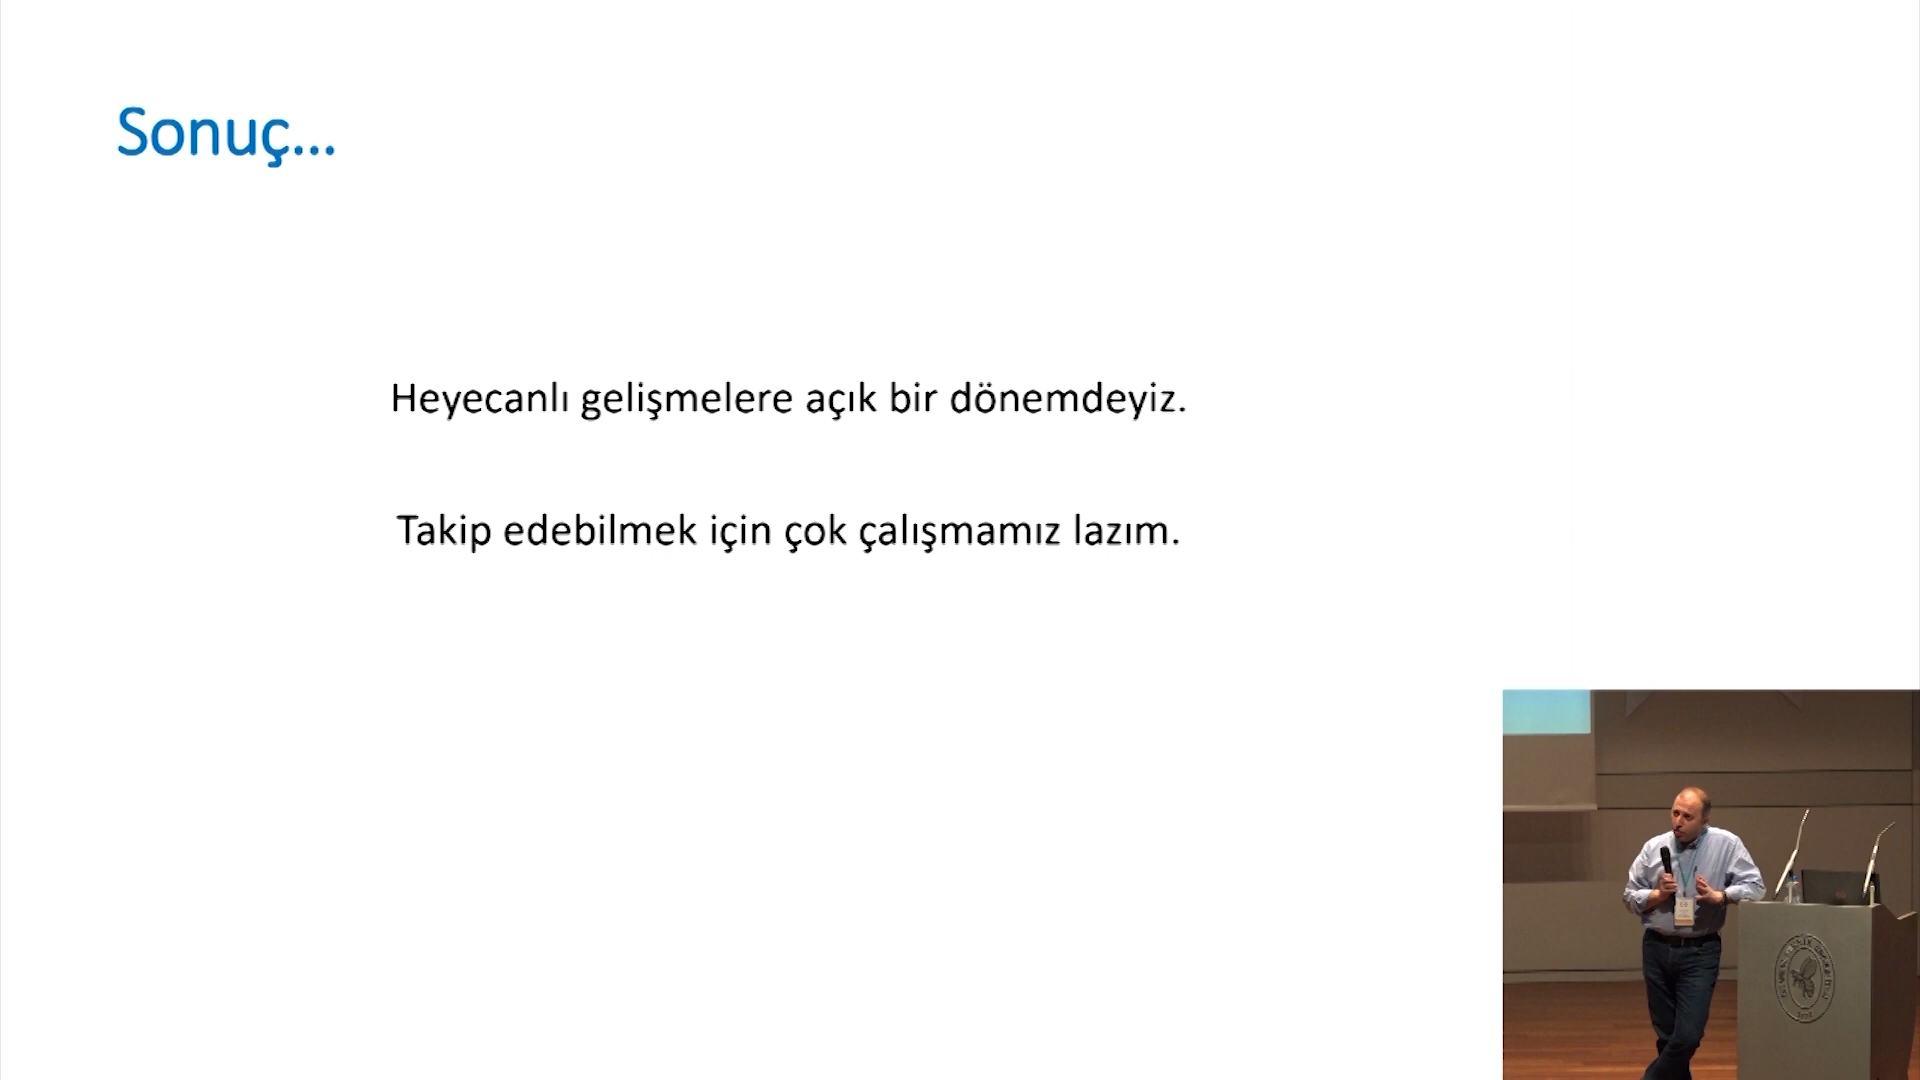 Sonuç...
Heyecanlı gelişmelere açık bir dönemdeyiz.
Takip edebilmek için çok çalışmamız lazım.